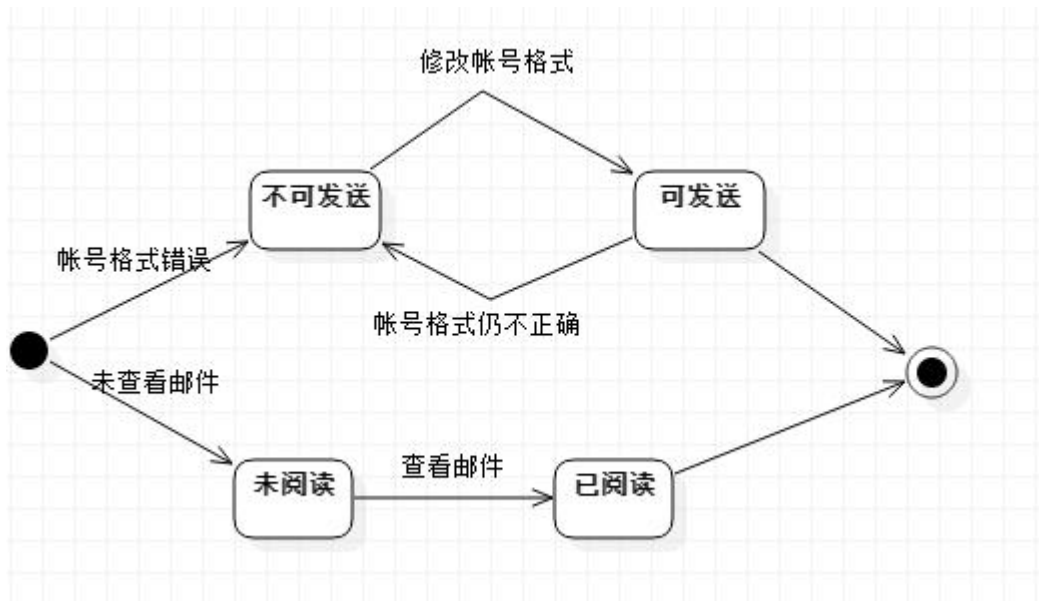 修改帐号格式
不可发送
可发送
帐号格式错误
帐号格式仍不正确
未查看邮件
查看邮件
未阅读
已阅读